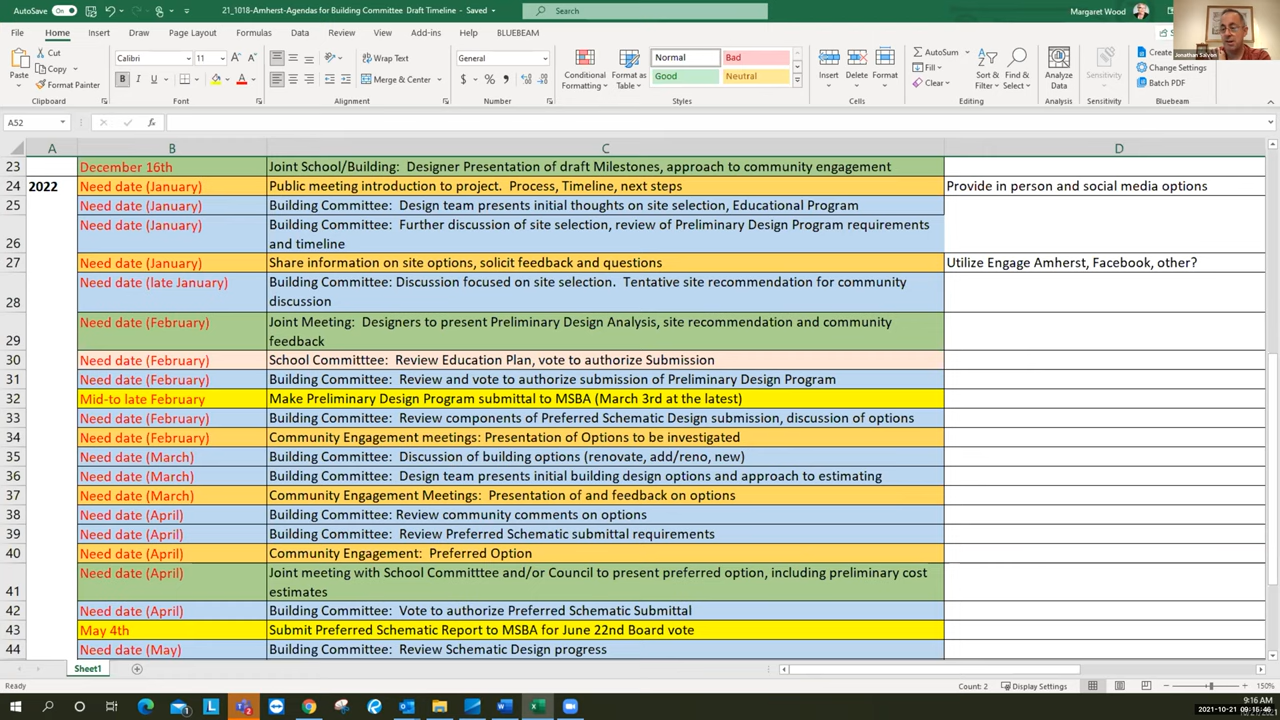 AutoSave On 21_1018-Amherst-Agendas for Building Committee Draft Timeline - Saved Search Margaret Wood
Jonathan Salvon
File Home Insert Draw Page Layout Formulas Data Review View Automate Help BLUEBEAM
Cut Calibri 11 Wrap Text General Normal Bad AutoSum
Copy Fill Change Settings
Format Painter Merge & Center Good Neutral Clear Batch PDF
Paste Conditional Formatting Format as Table Insert Delete Format Sort & Filter Find & Select Analyze Data Sensitivity
Clipboard Font Alignment Number Styles Cells Editing Analysis Sensitivity Bluebeam
A52 fx
A B C D
23 December 16th Joint School/Building: Designer Presentation of draft Milestones, approach to community engagement
24 2022 Need date (January) Public meeting introduction to project. Process, Timeline, next steps Provide in person and social media options
25 Need date (January) Building Committee: Design team presents initial thoughts on site selection, Educational Program
26 Need date (January) Building Committee: Further discussion of site selection, review of Preliminary Design Program requirements
and timeline
27 Need date (January) Share information on site options, solicit feedback and questions Utilize Engage Amherst, Facebook, other?
28 Need date (late January) Building Committee: Discussion focused on site selection. Tentative site recommendation for community
discussion
29 Need date (February) Joint Meeting: Designers to present Preliminary Design Analysis, site recommendation and community
feedback
30 Need date (February) School Committtee: Review Education Plan, vote to authorize Submission
31 Need date (February) Building Committee: Review and vote to authorize submission of Preliminary Design Program
32 Mid-to late February Make Preliminary Design Program submittal to MSBA (March 3rd at the latest)
33 Need date (February) Building Committee: Review components of Preferred Schematic Design submission, discussion of options
34 Need date (February) Community Engagement meetings: Presentation of Options to be investigated
35 Need date (March) Building Committee: Discussion of building options (renovate, add/reno, new)
36 Need date (March) Building Committee: Design team presents initial building design options and approach to estimating
37 Need date (March) Community Engagement Meetings: Presentation of and feedback on options
38 Need date (April) Building Committee: Review community comments on options
39 Need date (April) Building Committee: Review Preferred Schematic submittal requirements
40 Need date (April) Community Engagement: Preferred Option
41 Need date (April) Joint meeting with School Committtee and/or Council to present preferred option, including preliminary cost
estimates
42 Need date (April) Building Committee: Vote to authorize Preferred Schematic Submittal
43 May 4th Submit Preferred Schematic Report to MSBA for June 22nd Board vote
44 Need date (May) Building Committee: Review Schematic Design progress
Sheet1
Ready Count: 2 Display Settings 150%
9:16 AM
2021-10-21 09:16:46